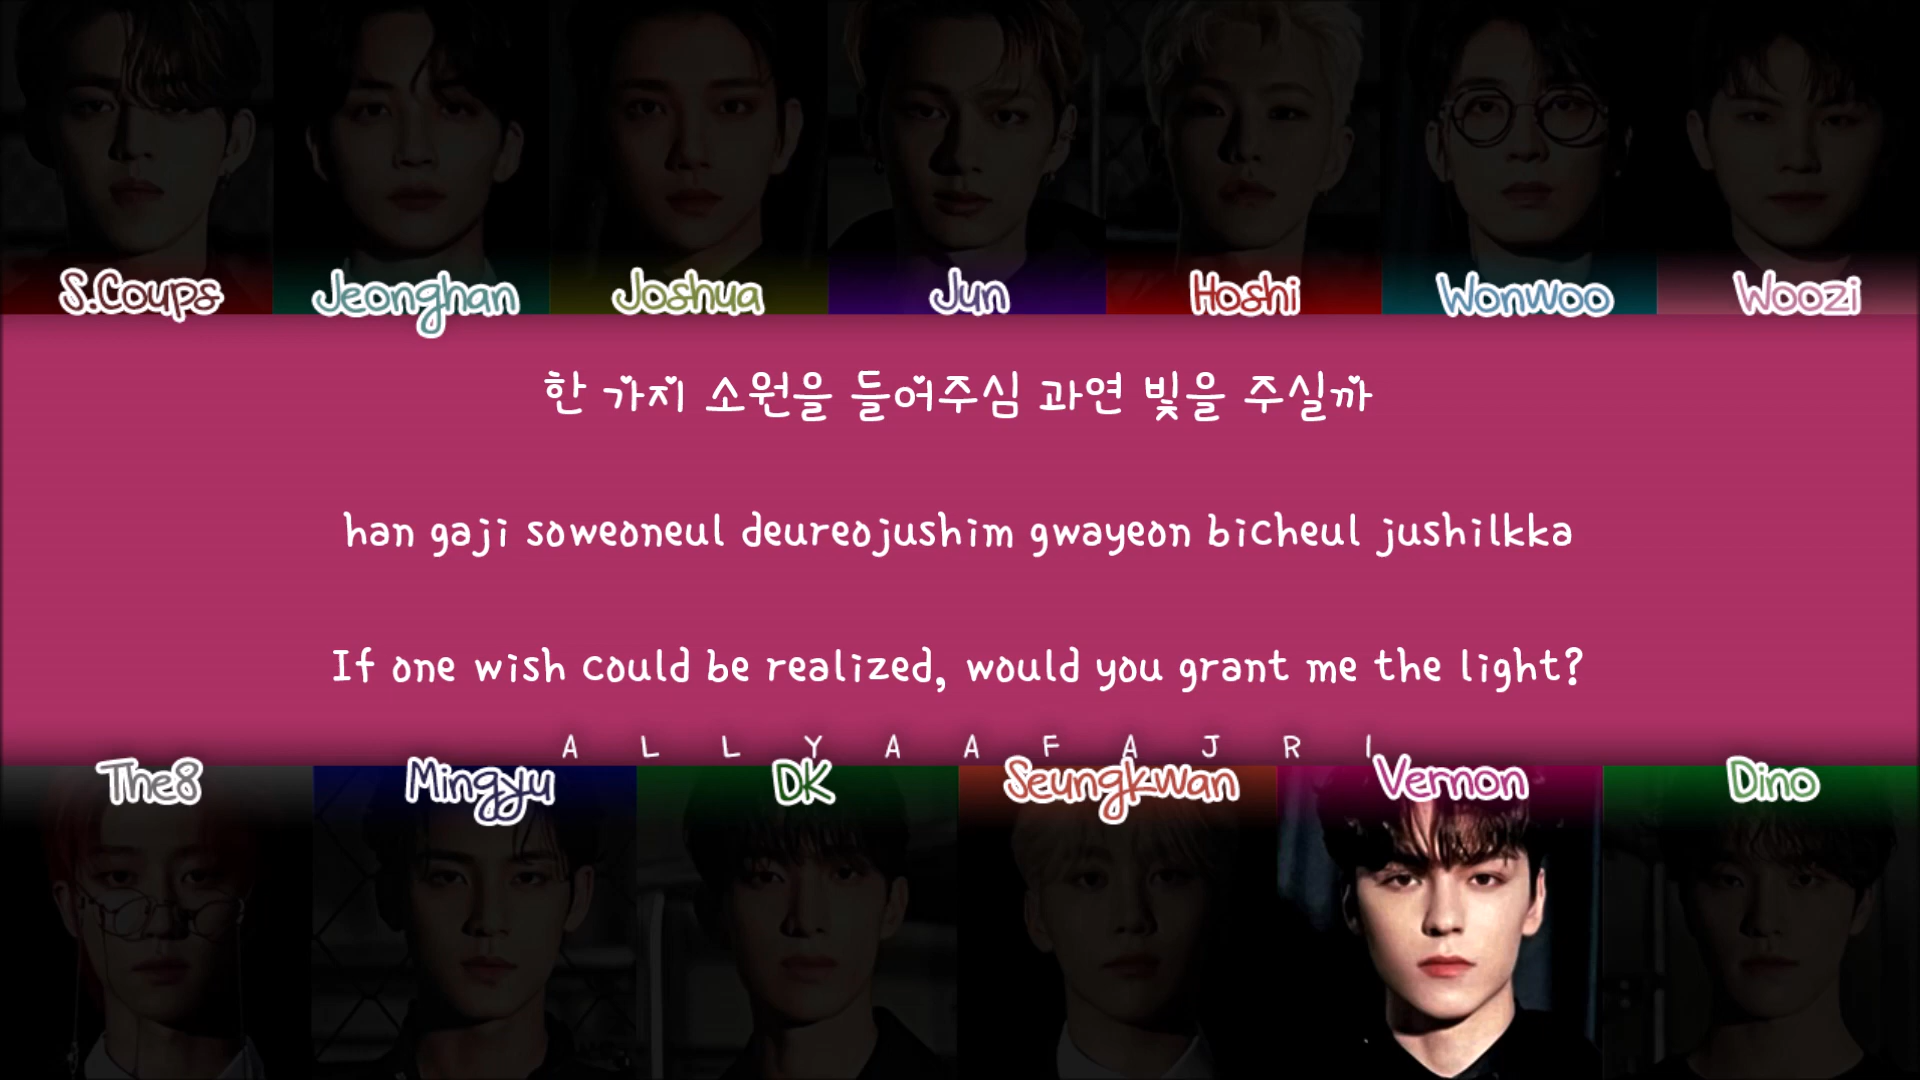 S.Coups Jeonghan Joshua Jun Hoshi Wonwoo Woozi
한 가지 소원을 들어주심 과연 빛을 주실까
han gaji soweoneul deureojushim gwayeon bicheul jushilkka
If one wish could be realized, would you grant me the light?
A L L Y A A F A J R I
The8 Mingyu DK Seungkwan Vernon Dino